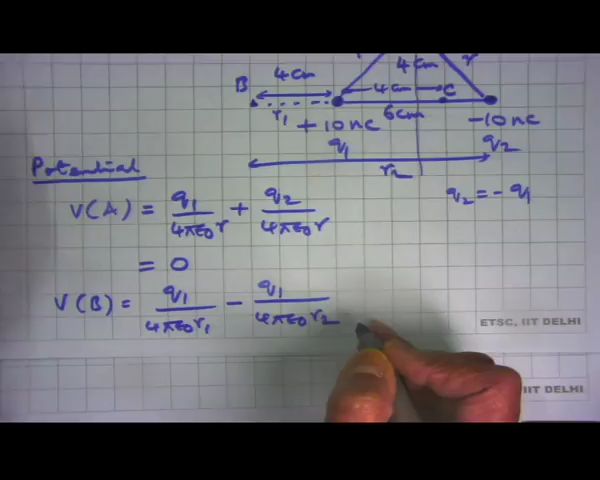 4cm r
B 4cm 4cm C
r₁ 6cm
+10nC -10nC
q₁ q₂
r₂
Potential
q₂ = - q₁
V(A) = q₁/4πε₀r + q₂/4πε₀r
= 0
V(B) = q₁/4πε₀r₁ - q₁/4πε₀r₂
ETSC, IIT DELHI
IIT DELHI